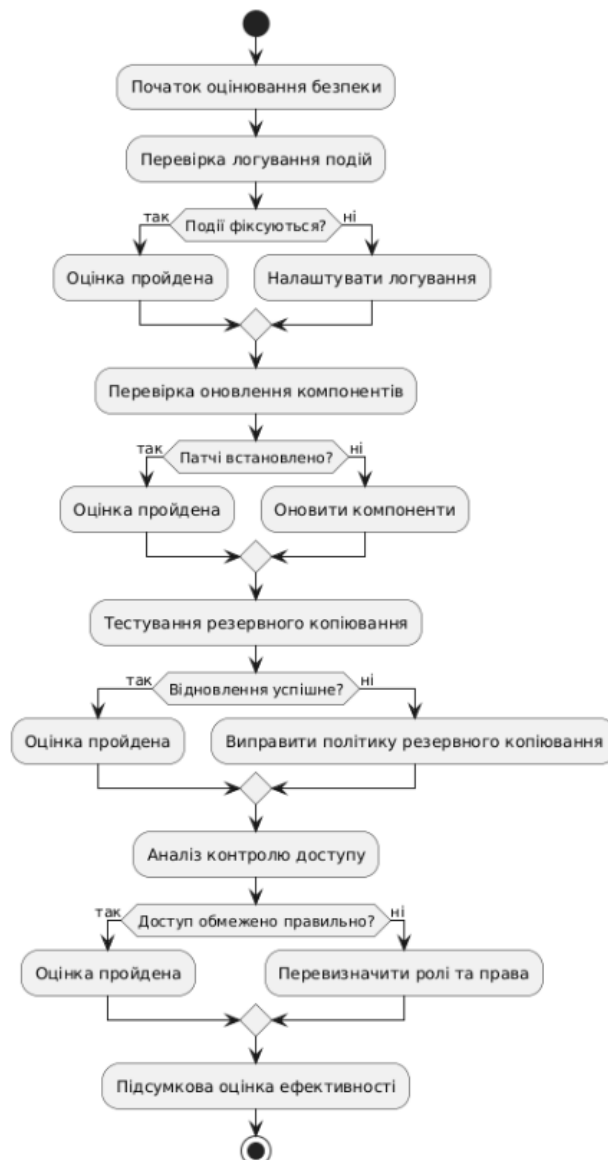 Початок оцінювання безпеки
Перевірка логування подій
так
Події фіксуються?
ні
Оцінка пройдена
Налаштувати логування
Перевірка оновлення компонентів
так
Патчі встановлено?
ні
Оцінка пройдена
Оновити компоненти
Тестування резервного копіювання
так
Відновлення успішне?
ні
Оцінка пройдена
Виправити політику резервного копіювання
Аналіз контролю доступу
так
Доступ обмежено правильно?
ні
Оцінка пройдена
Перевизначити ролі та права
Підсумкова оцінка ефективності